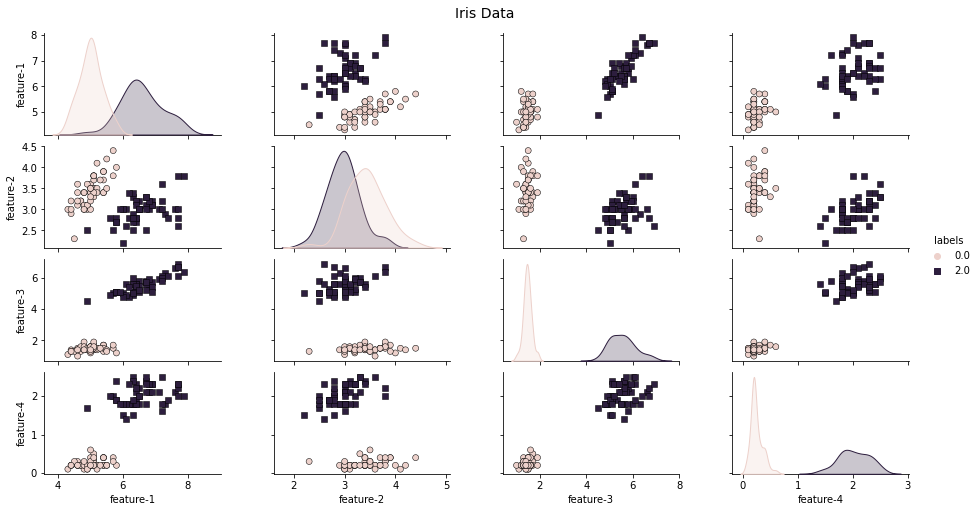 Iris Data
feature-1
8
7
6
5
feature-2
4.5
4.0
3.5
3.0
2.5
labels
0.0
2.0
feature-3
6
4
2
feature-4
2
1
0
4 6 8
2 3 4 5
2 4 6 8
0 1 2 3
feature-1
feature-2
feature-3
feature-4